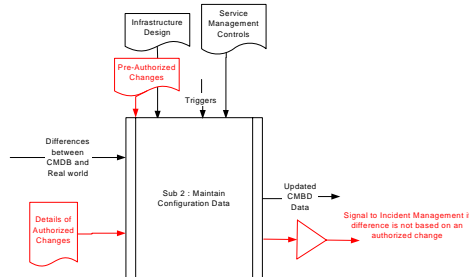 Infrastructure
Design
Service
Management
Controls
Pre-Authorized
Changes
Triggers
Differences
between
CMDB and
Real world
Sub 2 : Maintain
Configuration Data
Updated
CMBD
Data
Details of
Authorized
Changes
Signal to Incident Management i
difference is not based on an
authorized change